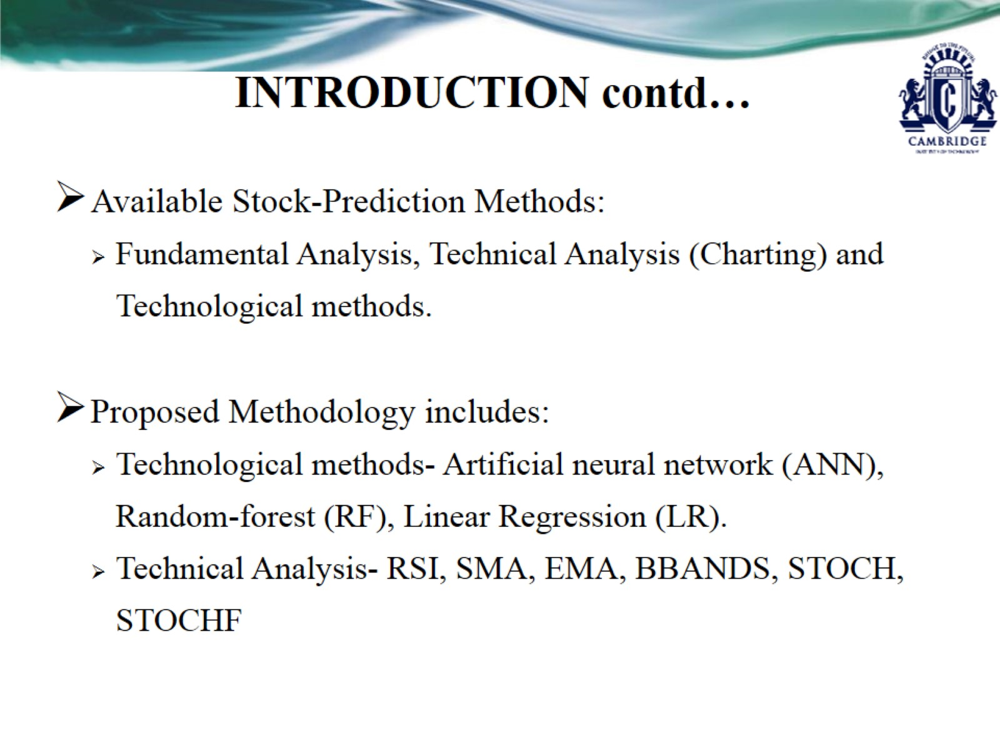 INTRODUCTION contd…
CAMBRIDGE
➢ Available Stock-Prediction Methods:
➢ Fundamental Analysis, Technical Analysis (Charting) and
Technological methods.
➢ Proposed Methodology includes:
➢ Technological methods- Artificial neural network (ANN),
Random-forest (RF), Linear Regression (LR).
➢ Technical Analysis- RSI, SMA, EMA, BBANDS, STOCH,
STOCHF